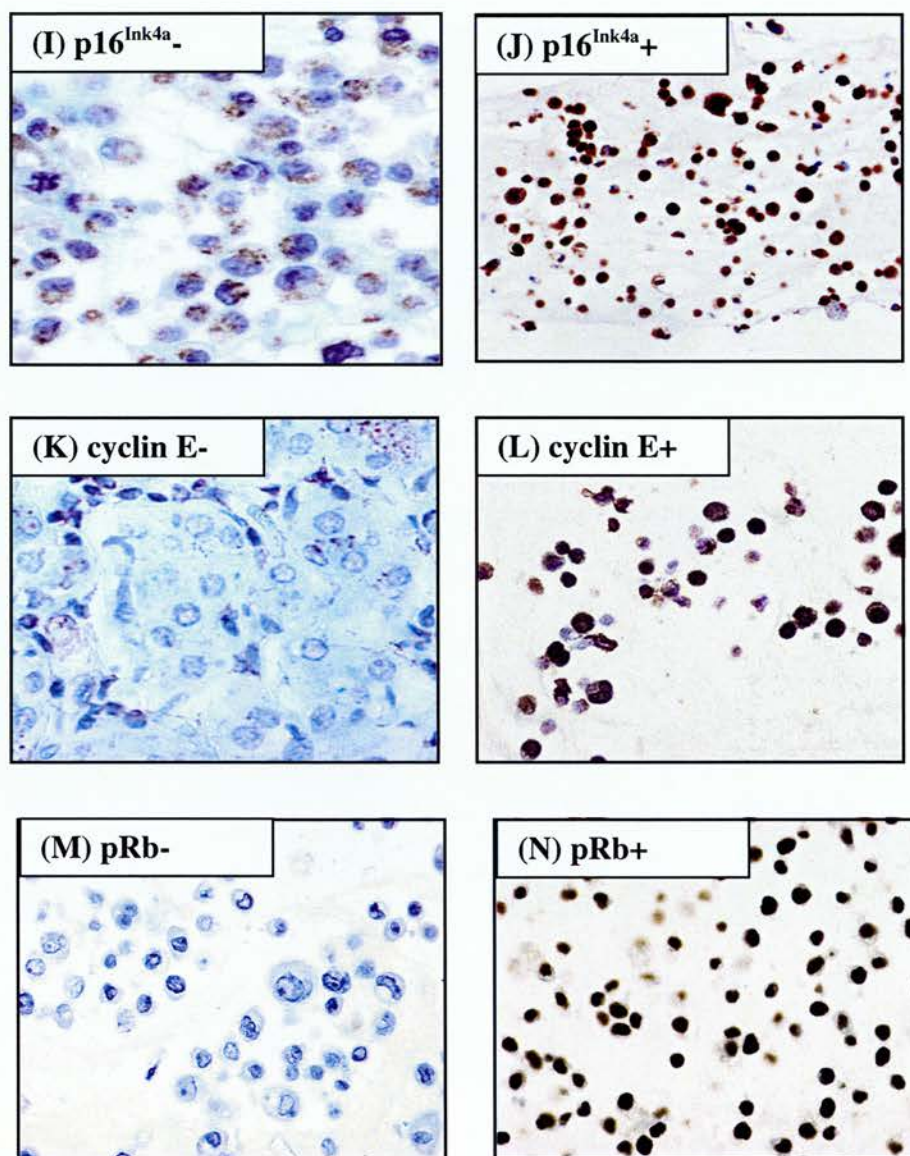 (I) p16Ink4a-
(J) p16Ink4a+
(K) cyclin E-
(L) cyclin E+
(M) pRb-
(N) pRb+